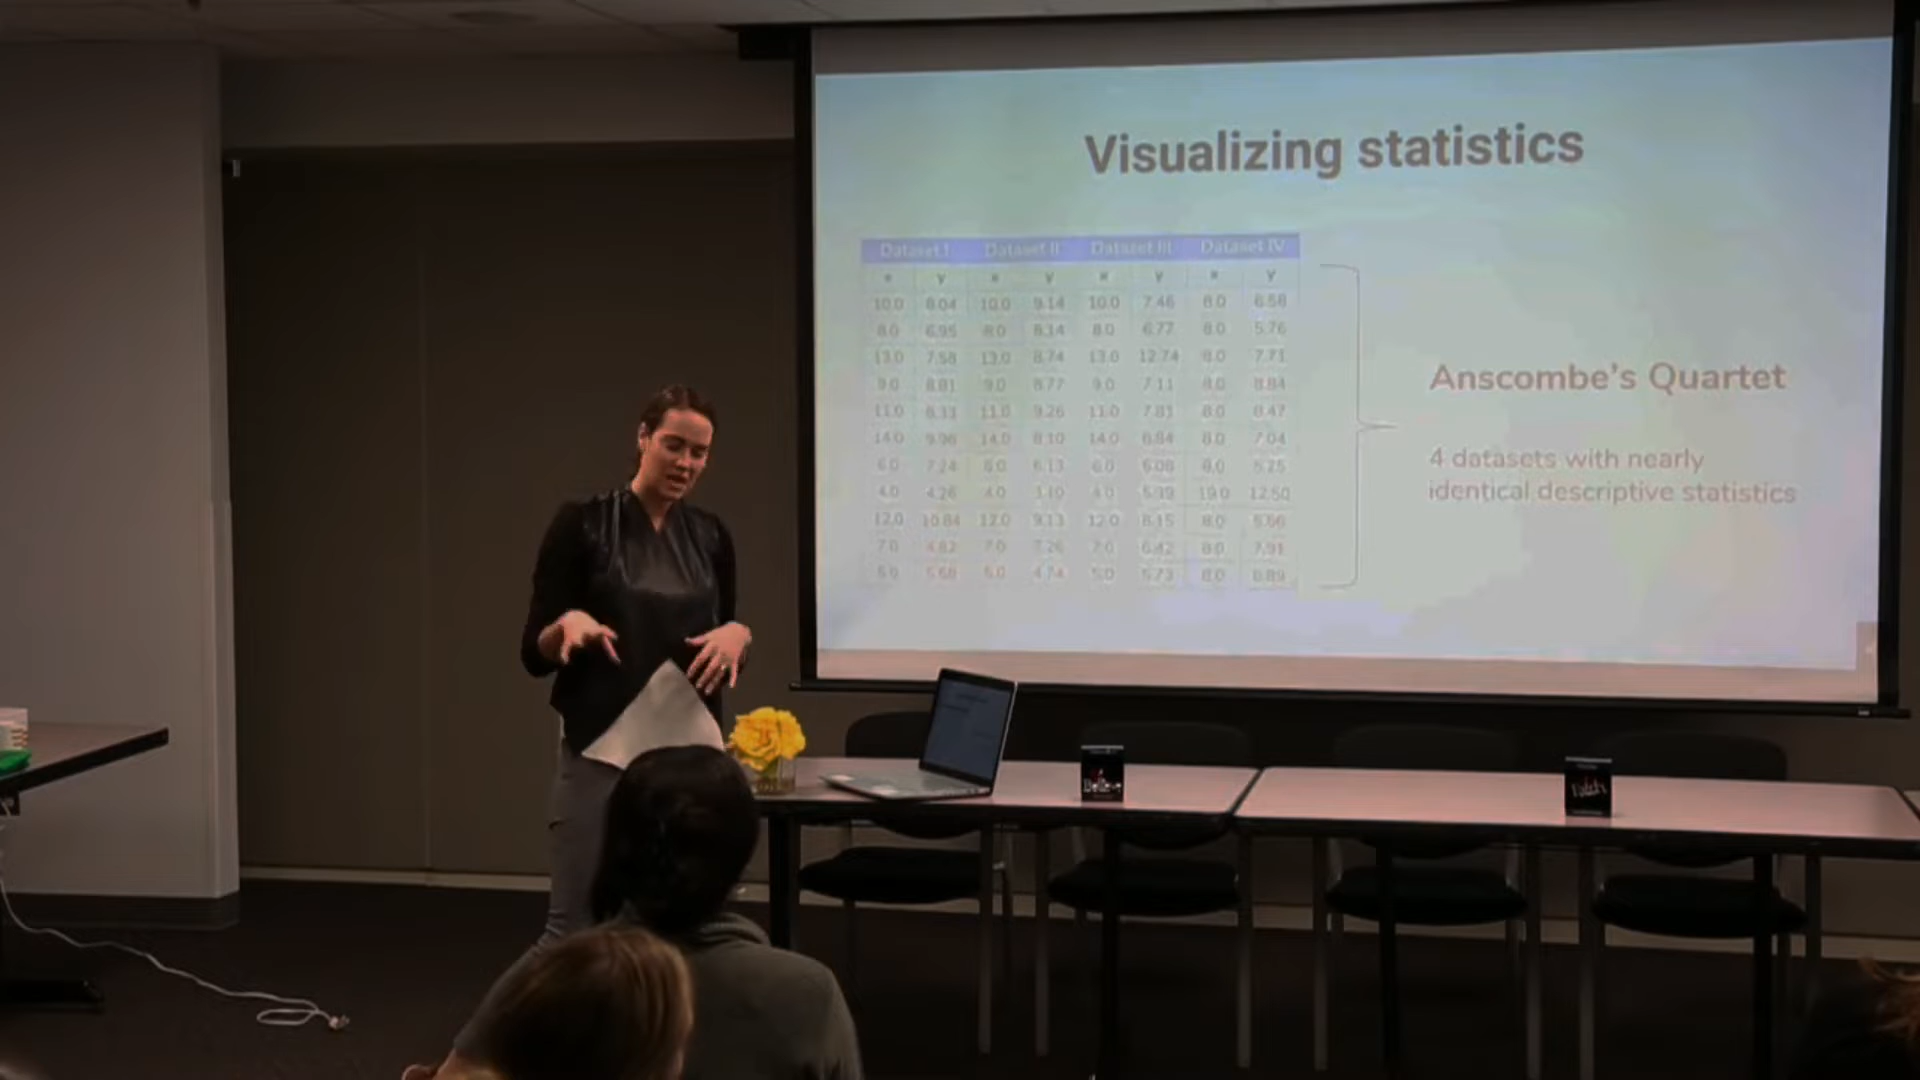 Visualizing statistics
Dataset I Dataset II Dataset III Dataset IV
x y x y x y x y
10.0 8.04 10.0 9.14 10.0 7.46 8.0 6.58
8.0 6.95 8.0 8.14 8.0 6.77 8.0 5.76
13.0 7.58 13.0 8.74 13.0 12.74 8.0 7.71
9.0 8.81 9.0 8.77 9.0 7.11 8.0 8.84
11.0 8.33 11.0 9.26 11.0 7.81 8.0 8.47
14.0 9.96 14.0 8.10 14.0 8.84 8.0 7.04
6.0 7.24 6.0 6.13 6.0 6.08 8.0 5.25
4.0 4.26 4.0 3.10 4.0 5.39 19.0 12.50
12.0 10.84 12.0 9.13 12.0 8.15 8.0 5.56
7.0 4.82 7.0 7.26 7.0 6.42 8.0 7.91
5.0 5.68 5.0 4.74 5.0 5.73 8.0 6.89
Anscombe's Quartet
4 datasets with nearly
identical descriptive statistics
Believe